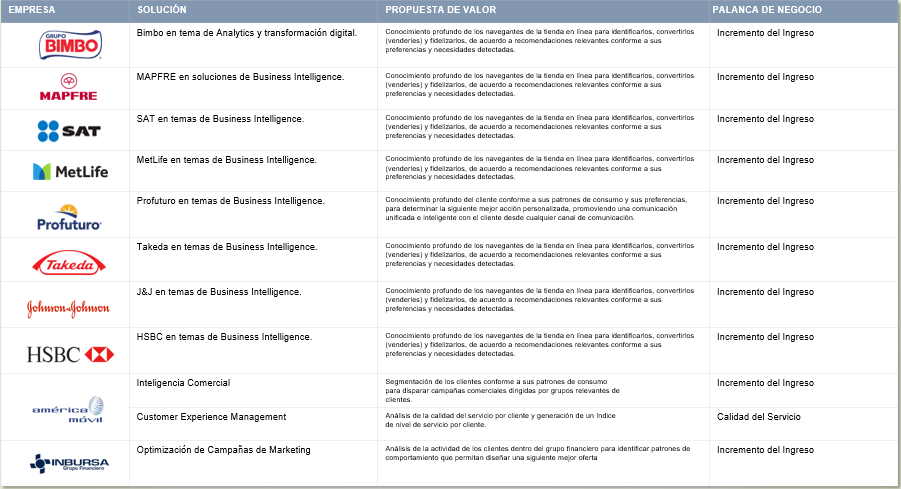 EMPRESA SOLUCIÓN PROPUESTA DE VALOR PALANCA DE NEGOCIO
GRUPO
BIMBO
Bimbo en tema de Analytics y transformación digital.
Conocimiento profundo de los navegantes de la tienda en línea para identificarlos, convertirlos
(venderles) y fidelizarlos, de acuerdo a recomendaciones relevantes conforme a sus
preferencias y necesidades detectadas.
Incremento del Ingreso
MAPFRE
MAPFRE en soluciones de Business Intelligence.
Conocimiento profundo de los navegantes de la tienda en línea para identificarlos, convertirlos
(venderles) y fidelizarlos, de acuerdo a recomendaciones relevantes conforme a sus
preferencias y necesidades detectadas.
Incremento del Ingreso
SAT
SAT en temas de Business Intelligence.
Conocimiento profundo de los navegantes de la tienda en línea para identificarlos, convertirlos
(venderles) y fidelizarlos, de acuerdo a recomendaciones relevantes conforme a sus
preferencias y necesidades detectadas.
Incremento del Ingreso
MetLife
MetLife en temas de Business Intelligence.
Conocimiento profundo de los navegantes de la tienda en línea para identificarlos, convertirlos
(venderles) y fidelizarlos, de acuerdo a recomendaciones relevantes conforme a sus
preferencias y necesidades detectadas.
Incremento del Ingreso
Profuturo
Profuturo en temas de Business Intelligence.
Conocimiento profundo del cliente conforme a sus patrones de consumo y sus preferencias,
para determinar la siguiente mejor acción personalizada, promoviendo una comunicación
unificada e inteligente con el cliente desde cualquier canal de comunicación.
Incremento del Ingreso
Takeda
Takeda en temas de Business Intelligence.
Conocimiento profundo de los navegantes de la tienda en línea para identificarlos, convertirlos
(venderles) y fidelizarlos, de acuerdo a recomendaciones relevantes conforme a sus
preferencias y necesidades detectadas.
Incremento del Ingreso
Johnson&Johnson
J&J en temas de Business Intelligence.
Conocimiento profundo de los navegantes de la tienda en línea para identificarlos, convertirlos
(venderles) y fidelizarlos, de acuerdo a recomendaciones relevantes conforme a sus
preferencias y necesidades detectadas.
Incremento del Ingreso
HSBC
HSBC en temas de Business Intelligence.
Conocimiento profundo de los navegantes de la tienda en línea para identificarlos, convertirlos
(venderles) y fidelizarlos, de acuerdo a recomendaciones relevantes conforme a sus
preferencias y necesidades detectadas.
Incremento del Ingreso
américa
móvil
Inteligencia Comercial
Segmentación de los clientes conforme a sus patrones de consumo
para disparar campañas comerciales dirigidas por grupos relevantes de
clientes.
Incremento del Ingreso
Customer Experience Management
Análisis de la calidad del servicio por cliente y generación de un índice
de nivel de servicio por cliente.
Calidad del Servicio
INBURSA
Grupo Financiero
Optimización de Campañas de Marketing
Análisis de la actividad de los clientes dentro del grupo financiero para identificar patrones de
comportamiento que permitan diseñar una siguiente mejor oferta
Incremento del Ingreso